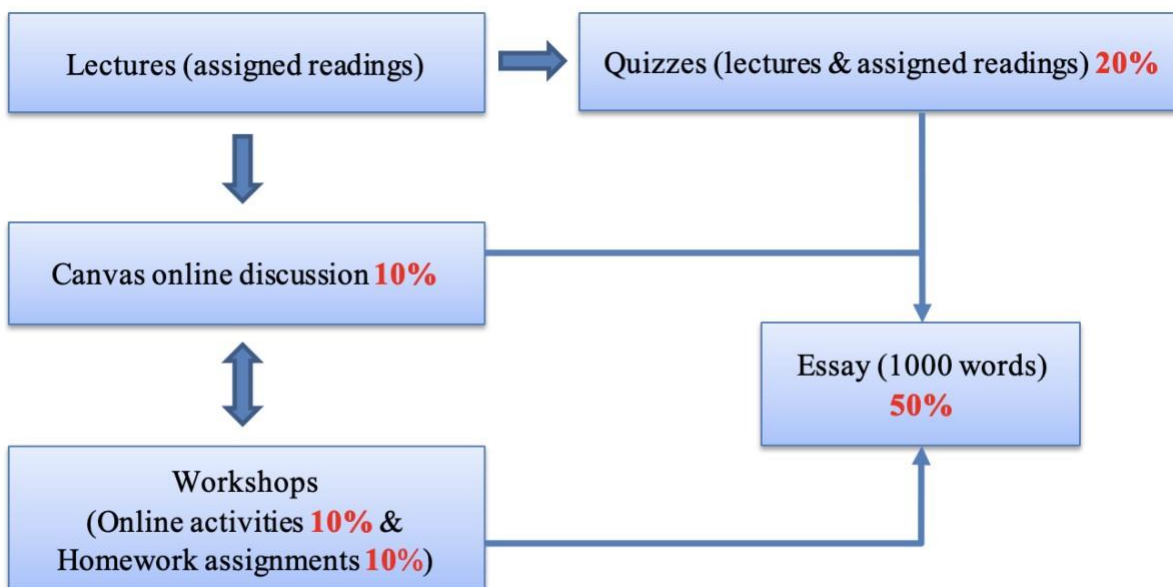 Lectures (assigned readings)
Quizzes (lectures & assigned readings) 20%
Canvas online discussion 10%
Essay (1000 words)
50%
Workshops
(Online activities 10% &
Homework assignments 10%)